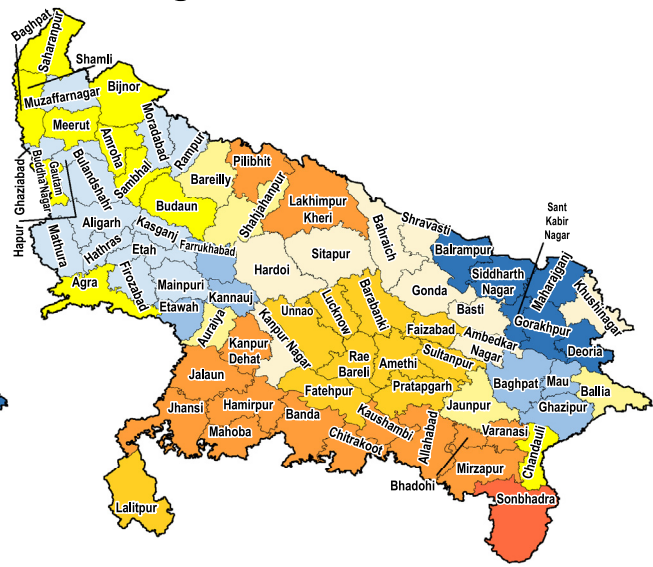 Baghpat
Saharanpur
Shamli
Muzaffarnagar
Bijnor
Meerut
Amroha
Moradabad
Rampur
Sambhal
Ghaziabad
Gautam
Buddha Nagar
Hapur
Bulandshahr
Bareilly
Pilibhit
Budaun
Shahjahanpur
Lakhimpur
Kheri
Aligarh
Kasganj
Mathura
Hathras
Etah
Farrukhabad
Agra
Firozabad
Mainpuri
Etawah
Kannauj
Auraiya
Hardoi
Sitapur
Bahraich
Shravasti
Balrampur
Sant
Kabir
Nagar
Siddharth
Nagar
Maharajganj
Khushinagar
Gonda
Basti
Gorakhpur
Deoria
Kanpur Nagar
Kanpur
Dehat
Unnao
Lucknow
Barabanki
Faizabad
Ambedkar
Nagar
Sultanpur
Rae
Bareli
Amethi
Pratapgarh
Fatehpur
Baghpat
Mau
Ballia
Ghazipur
Jaunpur
Jalaun
Jhansi
Hamirpur
Mahoba
Banda
Chitrakoot
Kaushambi
Allahabad
Varanasi
Bhadohi
Mirzapur
Chandauli
Sonbhadra
Lalitpur